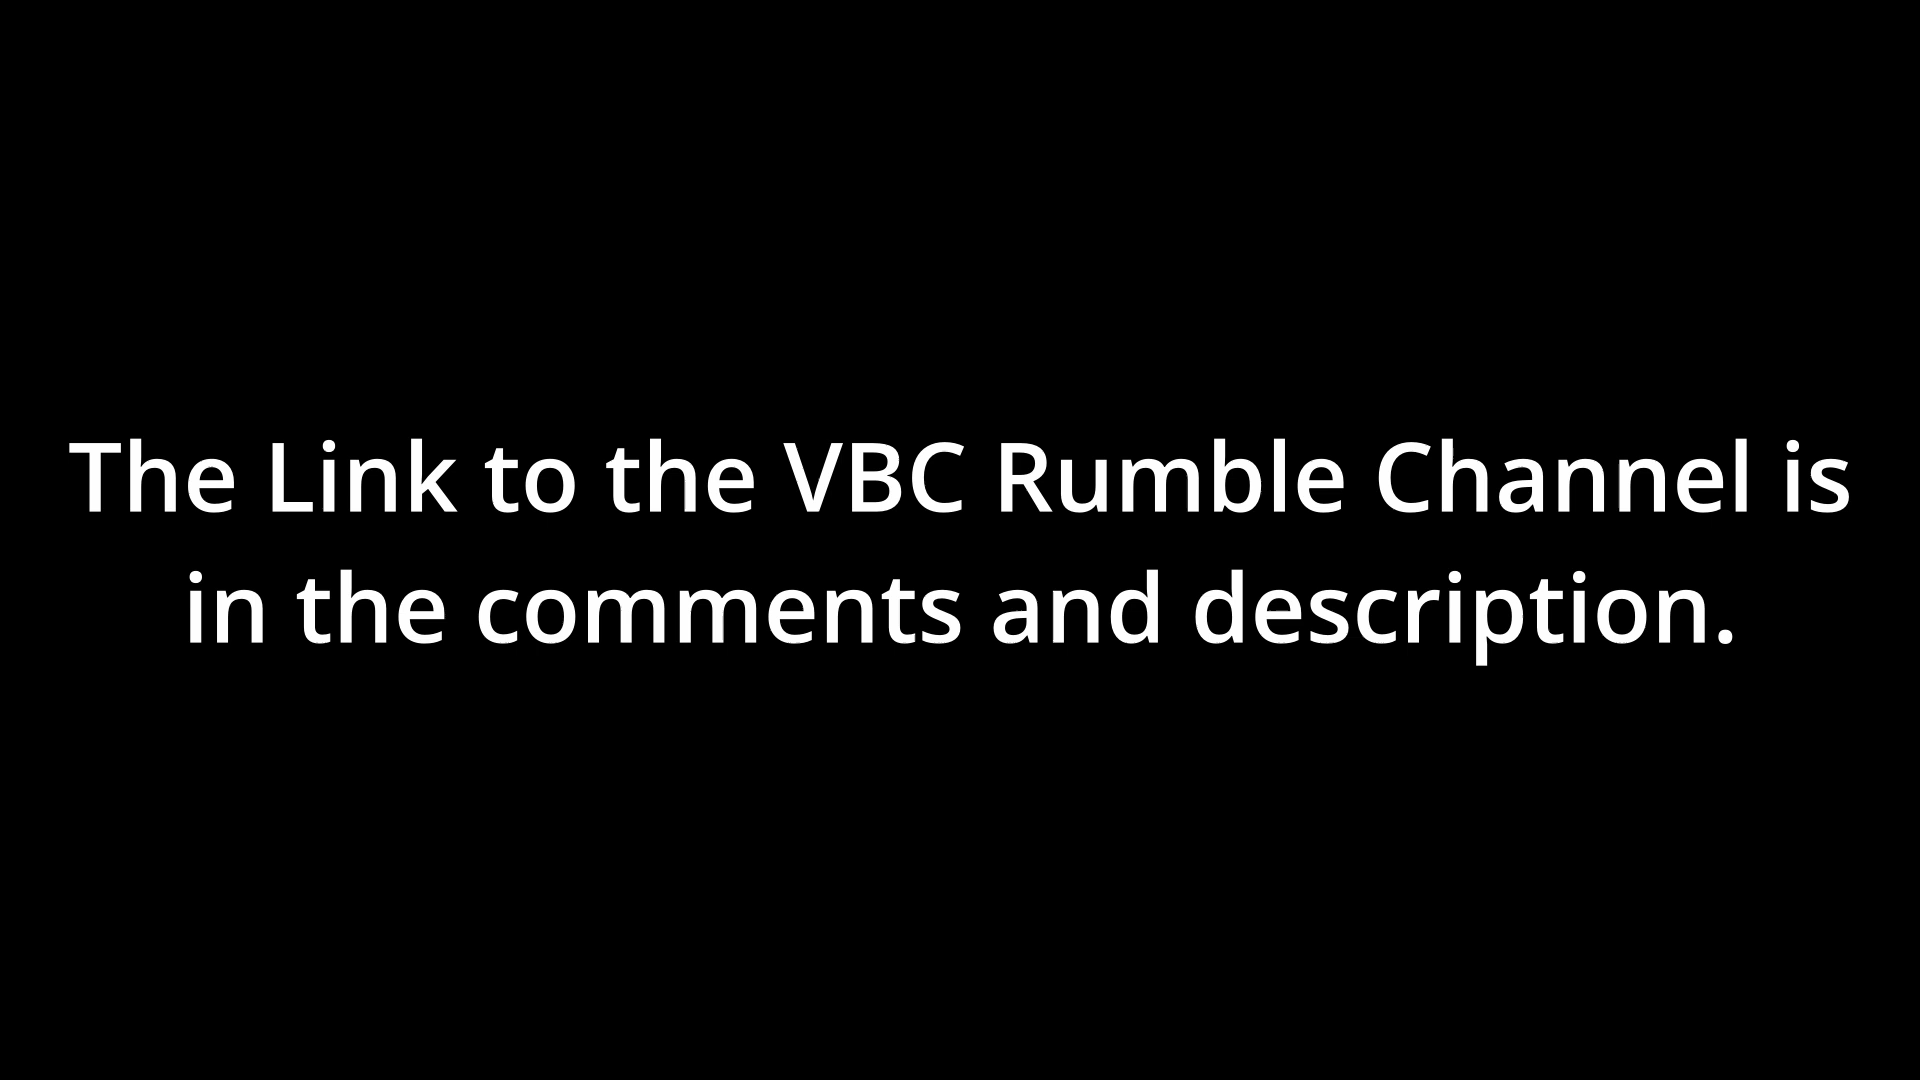 The Link to the VBC Rumble Channel is
in the comments and description.